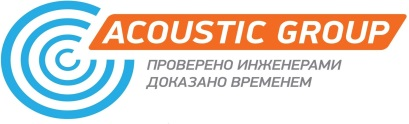 ACOUSTIC GROUP
ПРОВЕРЕНО ИНЖЕНЕРАМИ
ДОКАЗАНО ВРЕМЕНЕМ